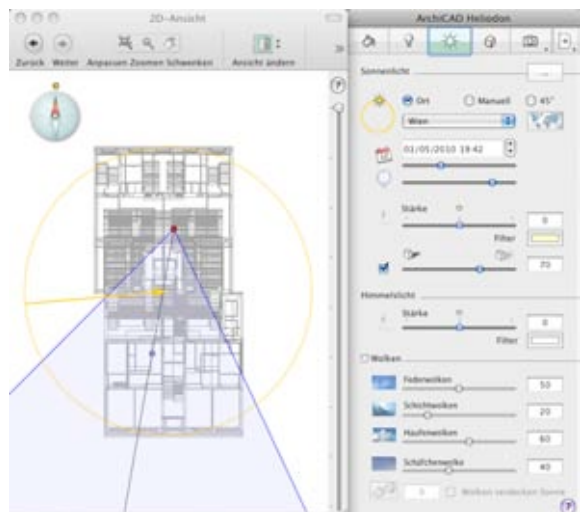 2D-Ansicht
Zurück Weiter Anpassen Zoomen Schwenken Ansicht ändern
»
?
ArchiCAD Heliodon
Sonnenlicht
...
Ort Manuell 45°
Wien
01/05/2010 19:42
Stärke
0
Filter
70
Himmelslicht
Stärke
0
Filter
Wolken
Federwolken 50
Schichtwolken 20
Haufenwolken 60
Schäfchenwolke 40
0 Wolken verdecken Sonne
?